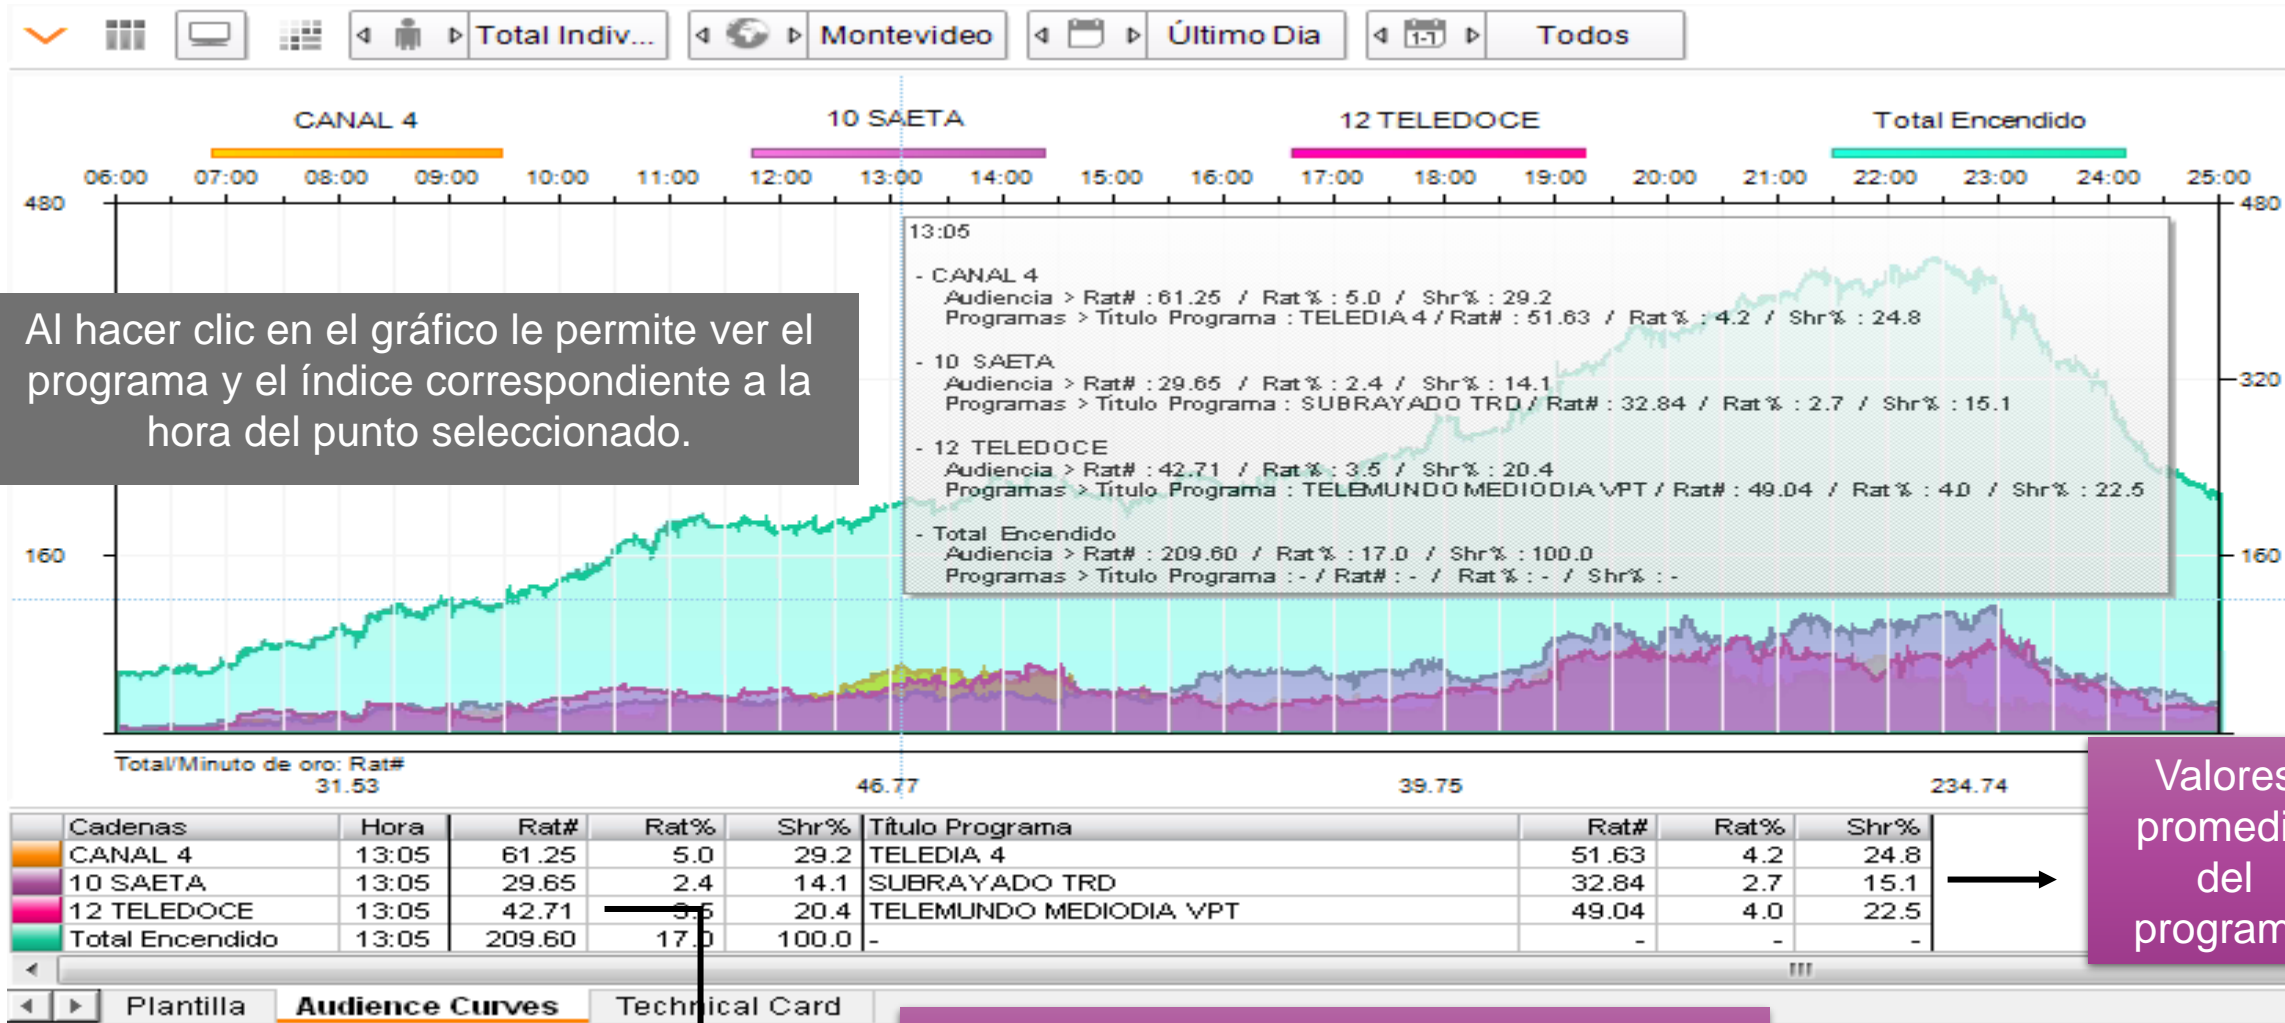 Total Indiv...
Montevideo
Último Dia
1-1
Todos
CANAL 4
10 SAETA
12 TELEDOCE
Total Encendido
06:00 07:00 08:00 09:00 10:00 11:00 12:00 13:00 14:00 15:00 16:00 17:00 18:00 19:00 20:00 21:00 22:00 23:00 24:00 25:00
480 480
13:05
- CANAL 4
Audiencia > Rat# : 61.25 / Rat% : 5.0 / Shr% : 29.2
Programas > Titulo Programa : TELEDIA 4 / Rat# : 51.63 / Rat% : 4.2 / Shr% : 24.8
- 10 SAETA
Audiencia > Rat# : 29.65 / Rat% : 2.4 / Shr% : 14.1
Programas > Titulo Programa : SUBRAYADO TRD / Rat# : 32.84 / Rat% : 2.7 / Shr% : 15.1
- 12 TELEDOCE
Audiencia > Rat# : 42.71 / Rat% : 3.5 / Shr% : 20.4
Programas > Titulo Programa : TELEMUNDO MEDIODIA VPT / Rat# : 49.04 / Rat% : 4.0 / Shr% : 22.5
- Total Encendido
Audiencia > Rat# : 209.60 / Rat% : 17.0 / Shr% : 100.0
Programas > Titulo Programa : - / Rat# : - / Rat% : - / Shr% : -
Al hacer clic en el gráfico le permite ver el
programa y el índice correspondiente a la
hora del punto seleccionado.
320
160 160
Total/Minuto de oro: Rat#
31.53 46.77 39.75 234.74
Cadenas Hora Rat# Rat% Shr% Título Programa Rat# Rat% Shr%
CANAL 4 13:05 61.25 5.0 29.2 TELEDIA 4 51.63 4.2 24.8
10 SAETA 13:05 29.65 2.4 14.1 SUBRAYADO TRD 32.84 2.7 15.1
12 TELEDOCE 13:05 42.71 3.5 20.4 TELEMUNDO MEDIODIA VPT 49.04 4.0 22.5
Total Encendido 13:05 209.60 17.0 100.0 - - - -
Valores
promedi
del
program
Plantilla Audience Curves Technical Card